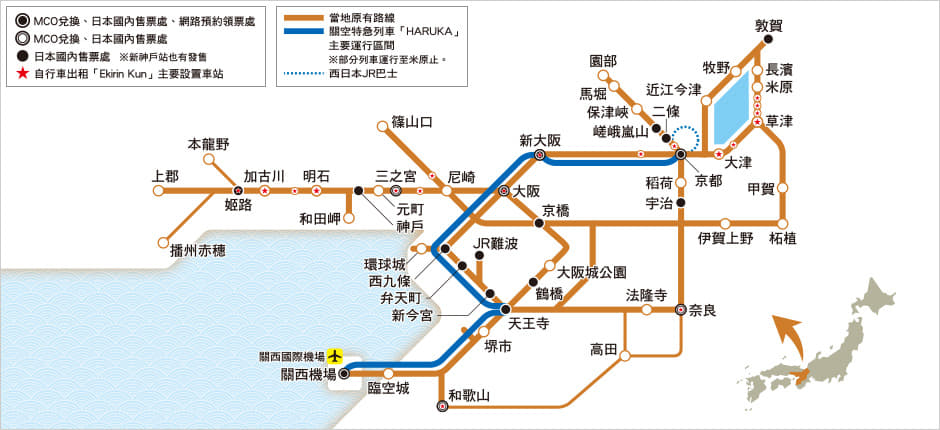 MCO兌換、日本國內售票處、網路預約領票處
MCO兌換、日本國內售票處
日本國內售票處 ※新神戶站也有發售
自行車出租「Ekirin Kun」主要設置車站
當地原有路線
關空特急列車「HARUKA」
主要運行區間
※部分列車運行至米原止。
西日本JR巴士
敦賀
園部
牧野
長濱
馬堀
近江今津
米原
保津峽
二條
篠山口
嵯峨嵐山
草津
本龍野
新大阪
大津
京都
上郡
加古川
明石
三之宮
尼崎
大阪
稻荷
甲賀
姬路
元町
京橋
宇治
和田岬
神戶
伊賀上野
柘植
播州赤穗
JR難波
環球城
大阪城公園
西九條
弁天町
鶴橋
法隆寺
新今宮
天王寺
奈良
堺市
高田
關西國際機場
關西機場
臨空城
和歌山